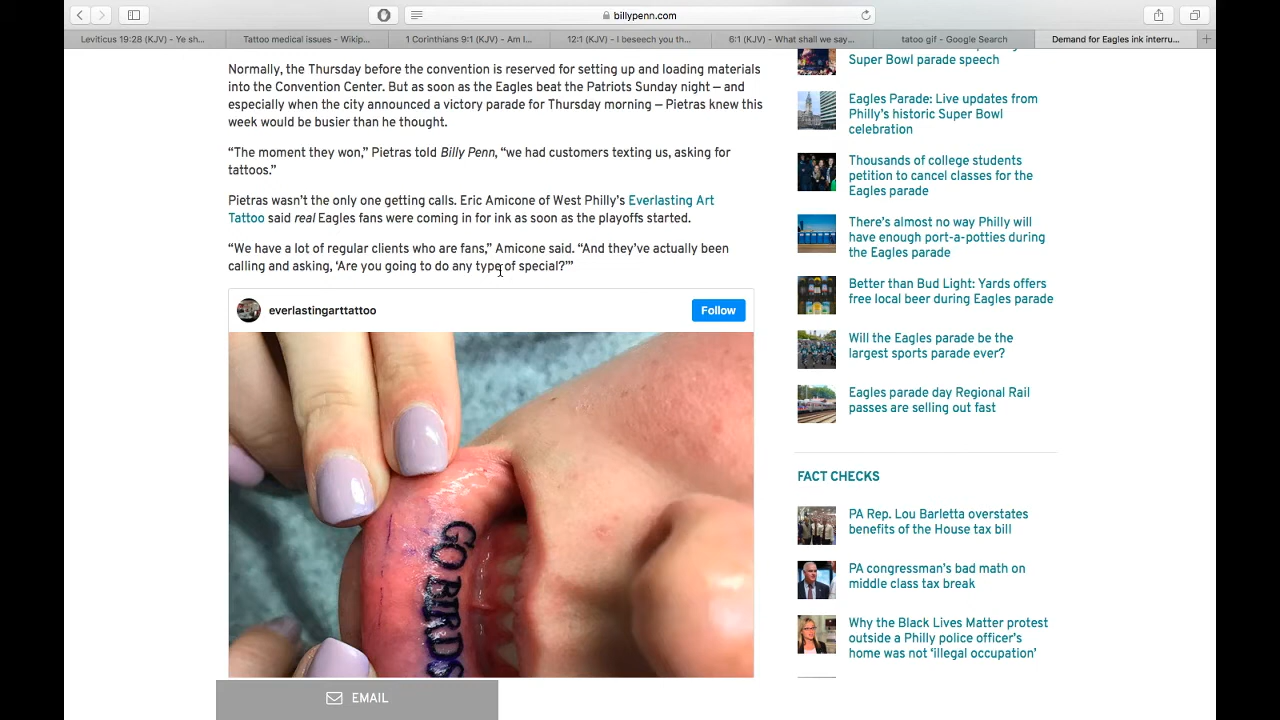 billypenn.com
Leviticus 19:28 (KJV) - Ye sh...
Tattoo medical issues - Wikip...
1 Corinthians 9:1 (KJV) - Am I...
12:1 (KJV) - I beseech you th...
6:1 (KJV) - What shall we say...
tatoo gif - Google Search
Demand for Eagles ink interru...
Normally, the Thursday before the convention is reserved for setting up and loading materials
into the Convention Center. But as soon as the Eagles beat the Patriots Sunday night — and
especially when the city announced a victory parade for Thursday morning — Pietras knew this
week would be busier than he thought.
“The moment they won,” Pietras told Billy Penn, “we had customers texting us, asking for
tattoos.”
Pietras wasn’t the only one getting calls. Eric Amicone of West Philly’s Everlasting Art
Tattoo said real Eagles fans were coming in for ink as soon as the playoffs started.
“We have a lot of regular clients who are fans,” Amicone said. “And they’ve actually been
calling and asking, ‘Are you going to do any type of special?’”
everlastingarttattoo
Follow
GO BIRDS
EMAIL
Super Bowl parade speech
Eagles Parade: Live updates from
Philly’s historic Super Bowl
celebration
Thousands of college students
petition to cancel classes for the
Eagles parade
There’s almost no way Philly will
have enough port-a-potties during
the Eagles parade
Better than Bud Light: Yards offers
free local beer during Eagles parade
Will the Eagles parade be the
largest sports parade ever?
Eagles parade day Regional Rail
passes are selling out fast
FACT CHECKS
PA Rep. Lou Barletta overstates
benefits of the House tax bill
PA congressman’s bad math on
middle class tax break
Why the Black Lives Matter protest
outside a Philly police officer’s
home was not ‘illegal occupation’